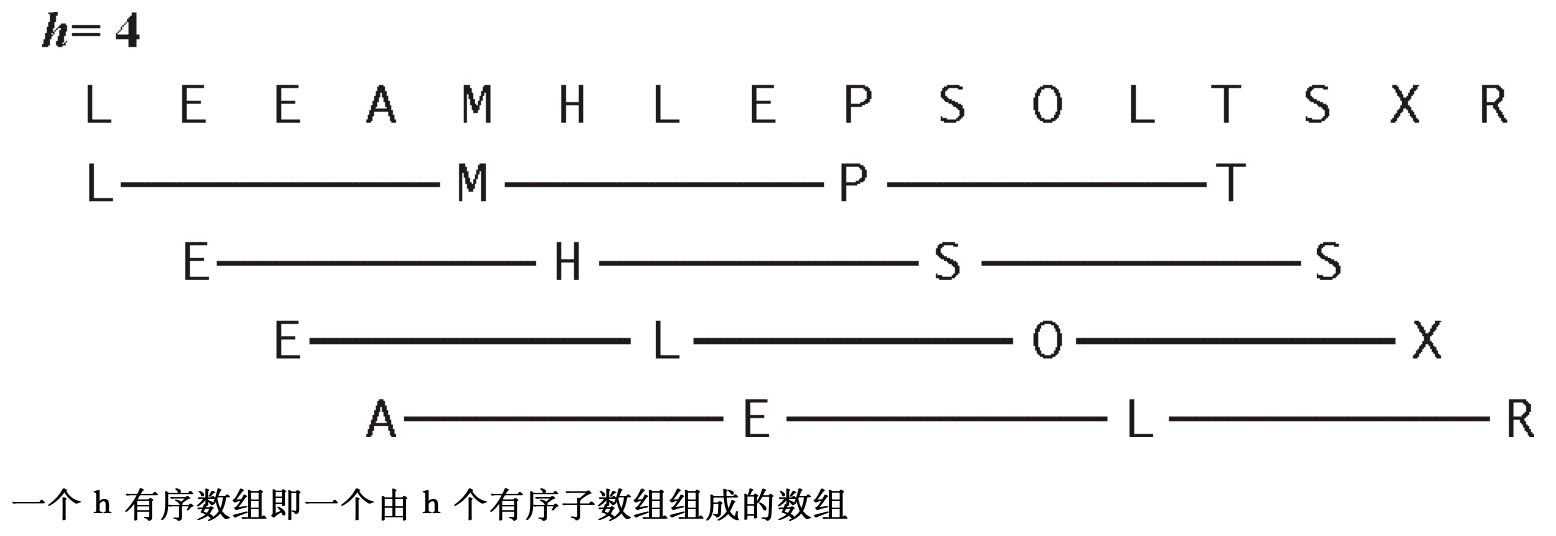 h= 4
L E E A M H L E P S O L T S X R
L M P T
E H S S
E L O X
A E L R
一个 h 有序数组即一个由 h 个有序子数组组成的数组